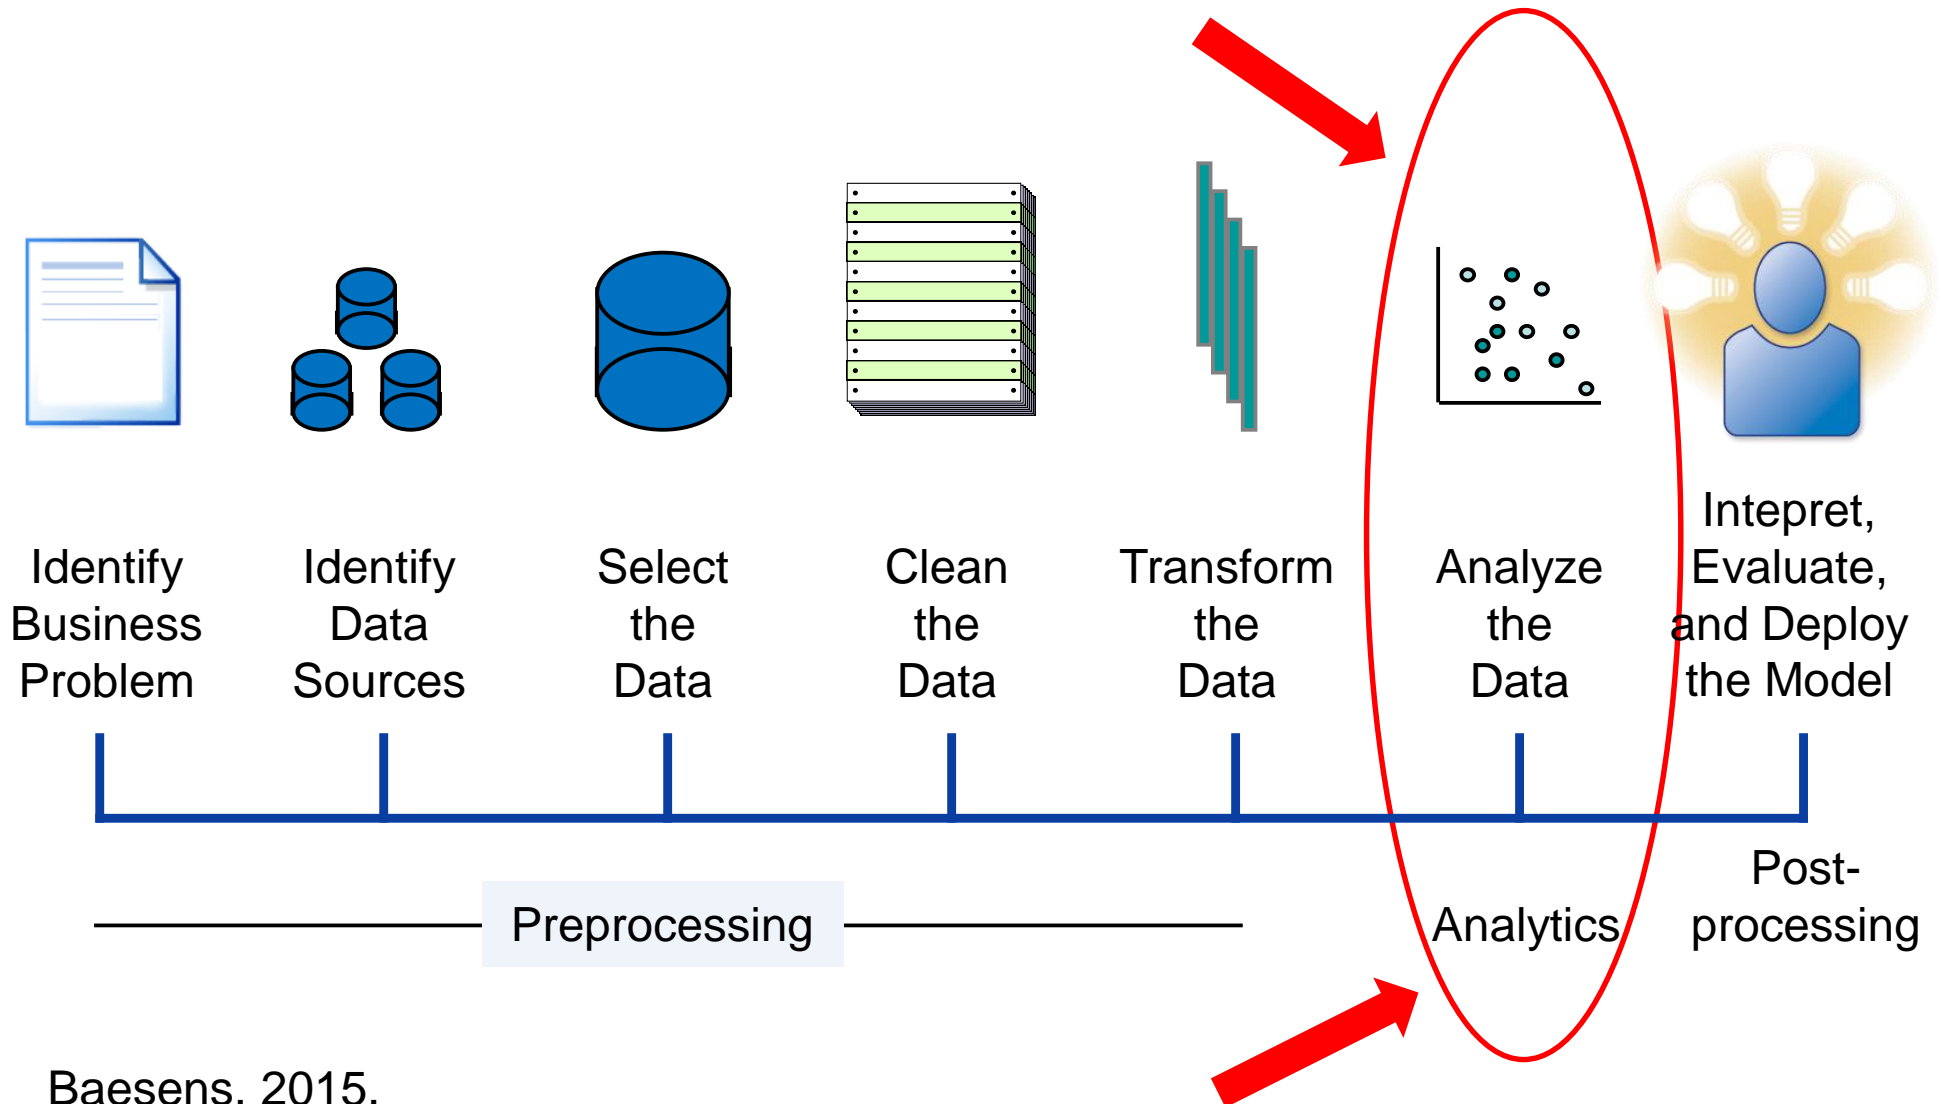 Identify
Business
Problem
Identify
Data
Sources
Select
the
Data
Clean
the
Data
Transform
the
Data
Analyze
the
Data
Intepret,
Evaluate,
and Deploy
the Model
Preprocessing
Analytics
Post-
processing
Baesens, 2015.